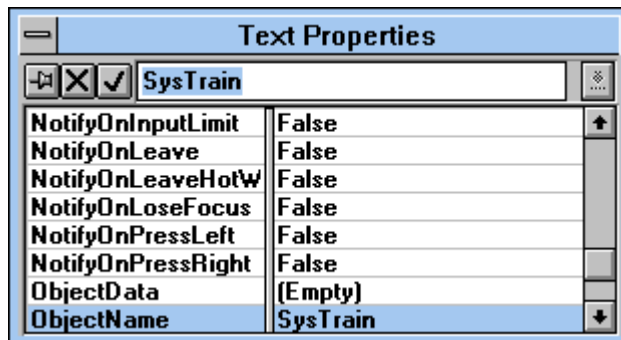 Text Properties
SysTrain
NotifyOnInputLimit False
NotifyOnLeave False
NotifyOnLeaveHotW False
NotifyOnLoseFocus False
NotifyOnPressLeft False
NotifyOnPressRight False
ObjectData (Empty)
ObjectName SysTrain